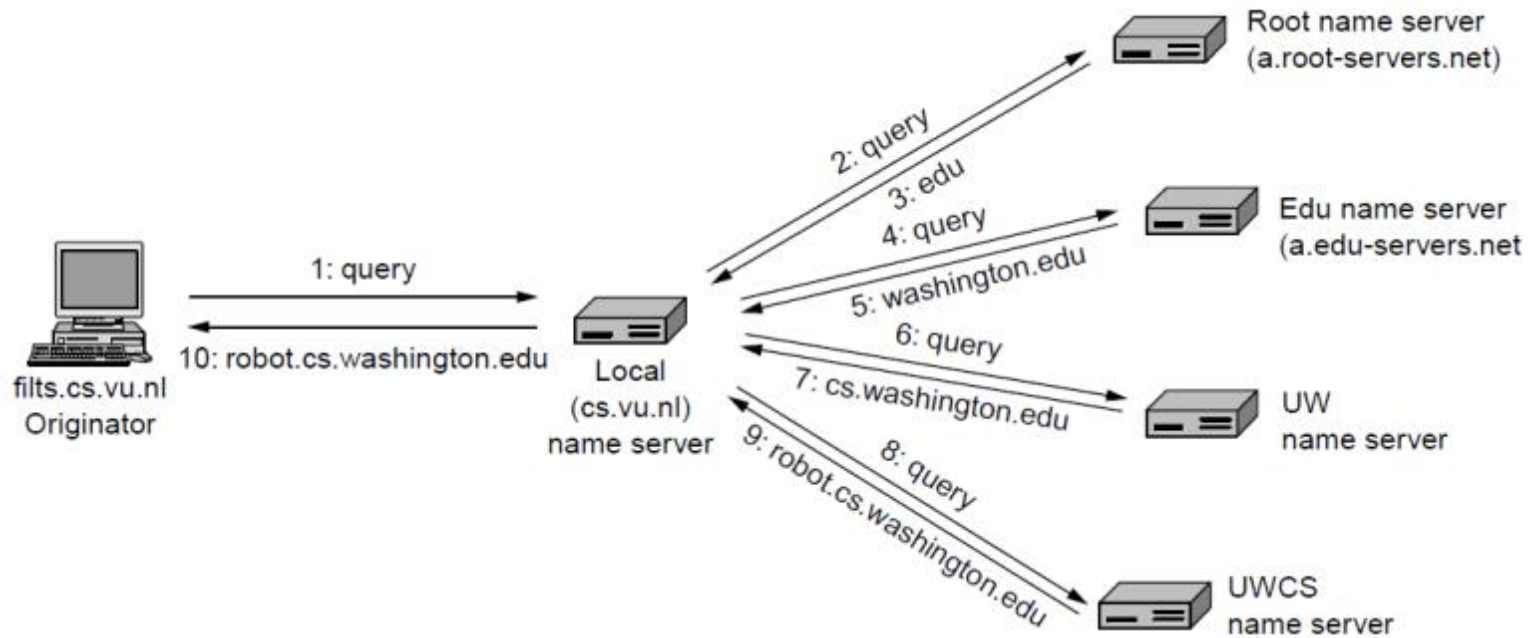 Root name server
(a.root-servers.net)
2: query
3: edu
Edu name server
(a.edu-servers.net
4: query
5: washington.edu
1: query
10: robot.cs.washington.edu
filts.cs.vu.nl
Originator
Local
(cs.vu.nl)
name server
6: query
7: cs.washington.edu
UW
name server
8: query
9: robot.cs.washington.edu
UWCS
name server